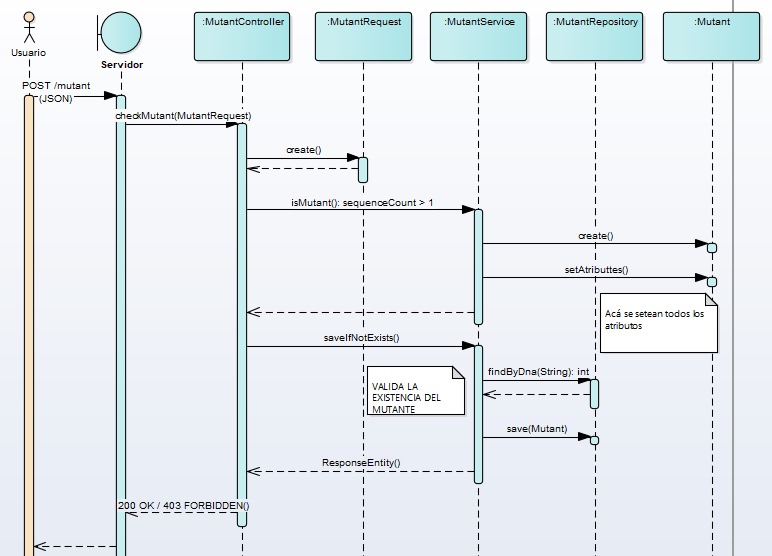 :MutantController
:MutantRequest
:MutantService
:MutantRepository
:Mutant
Usuario
Servidor
POST /mutant
(JSON)
checkMutant(MutantRequest)
create()
isMutant(): sequenceCount > 1
create()
setAtributtes()
Acá se setean todos los
atributos
saveIfNotExists()
findByDna(String): int
VALIDA LA
EXISTENCIA DEL
MUTANTE
save(Mutant)
ResponseEntity()
200 OK / 403 FORBIDDEN()